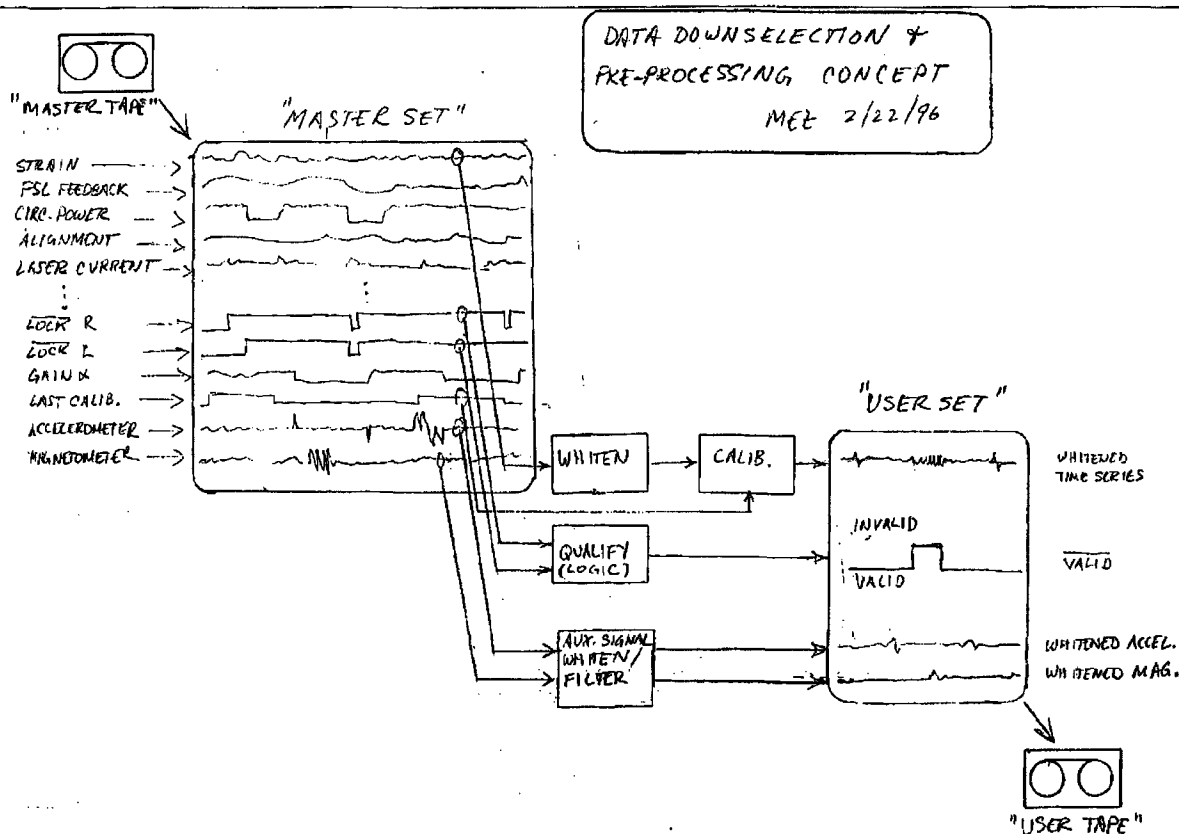 DATA DOWNSELECTION &
PRE-PROCESSING CONCEPT
MEZ 2/22/96
"MASTER TAPE"
"MASTER SET"
STRAIN
PSL FEEDBACK
CIRC. POWER
ALIGNMENT
LASER CURRENT
LOCK R
LOCK L
GAIN α
LAST CALIB.
ACCELEROMETER
MAGNETOMETER
WHITEN
CALIB.
QUALIFY
(LOGIC)
AUX. SIGNAL
WHITEN/
FILTER
"USER SET"
WHITENED
TIME SERIES
INVALID
VALID
VALID
WHITENED ACCEL.
WHITENED MAG.
"USER TAPE"